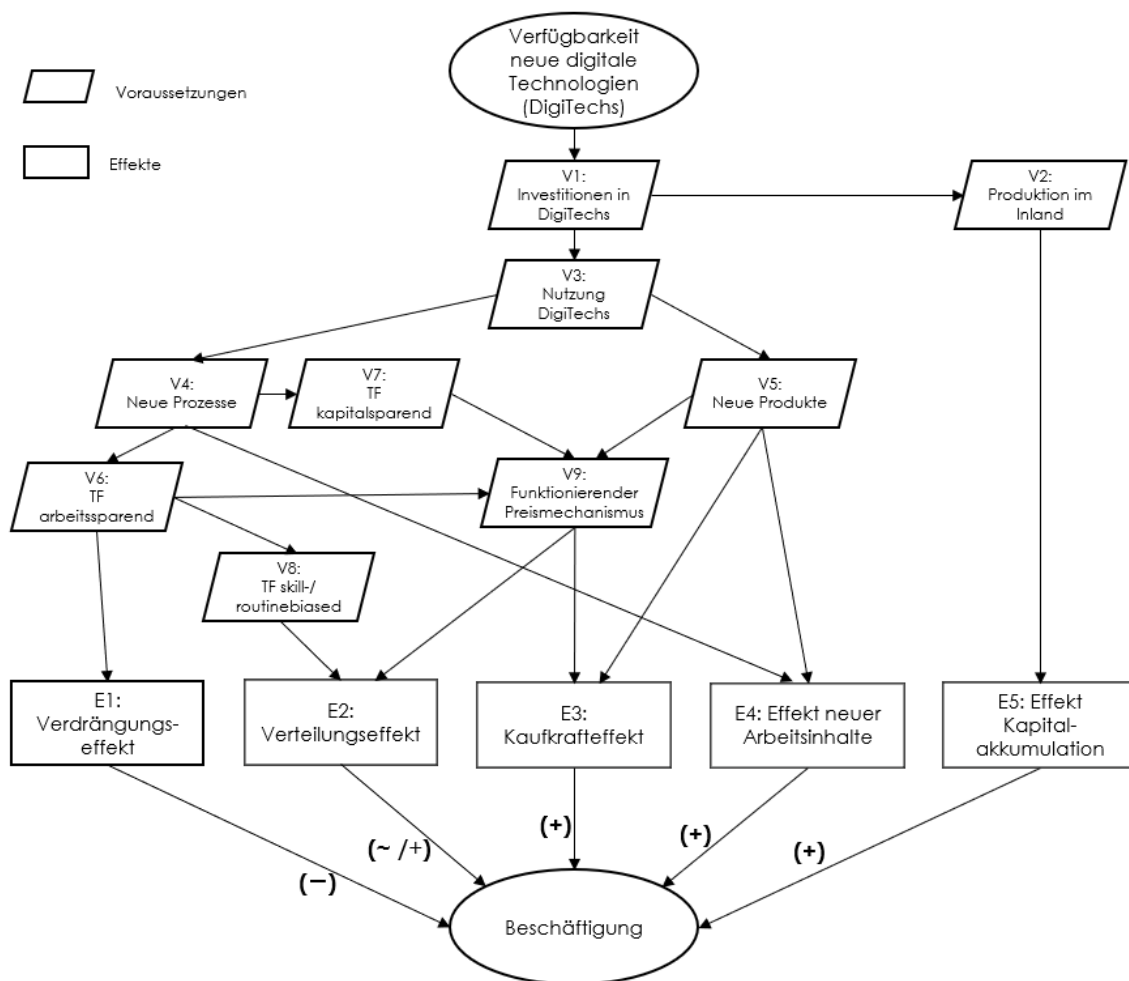 Verfügbarkeit
neue digitale
Technologien
(DigiTechs)
Voraussetzungen
Effekte
V1:
Investitionen in
DigiTechs
V2:
Produktion im
Inland
V3:
Nutzung
DigiTechs
V4:
Neue Prozesse
V7:
TF
kapitalsparend
V5:
Neue Produkte
V6:
TF
arbeitssparend
V9:
Funktionierender
Preismechanismus
V8:
TF skill-/
routinebiased
E1:
Verdrängungs-
effekt
E2:
Verteilungseffekt
E3:
Kaufkrafteffekt
E4: Effekt neuer
Arbeitsinhalte
E5: Effekt
Kapital-
akkumulation
(−)
(~ /+)
(+)
(+)
(+)
Beschäftigung